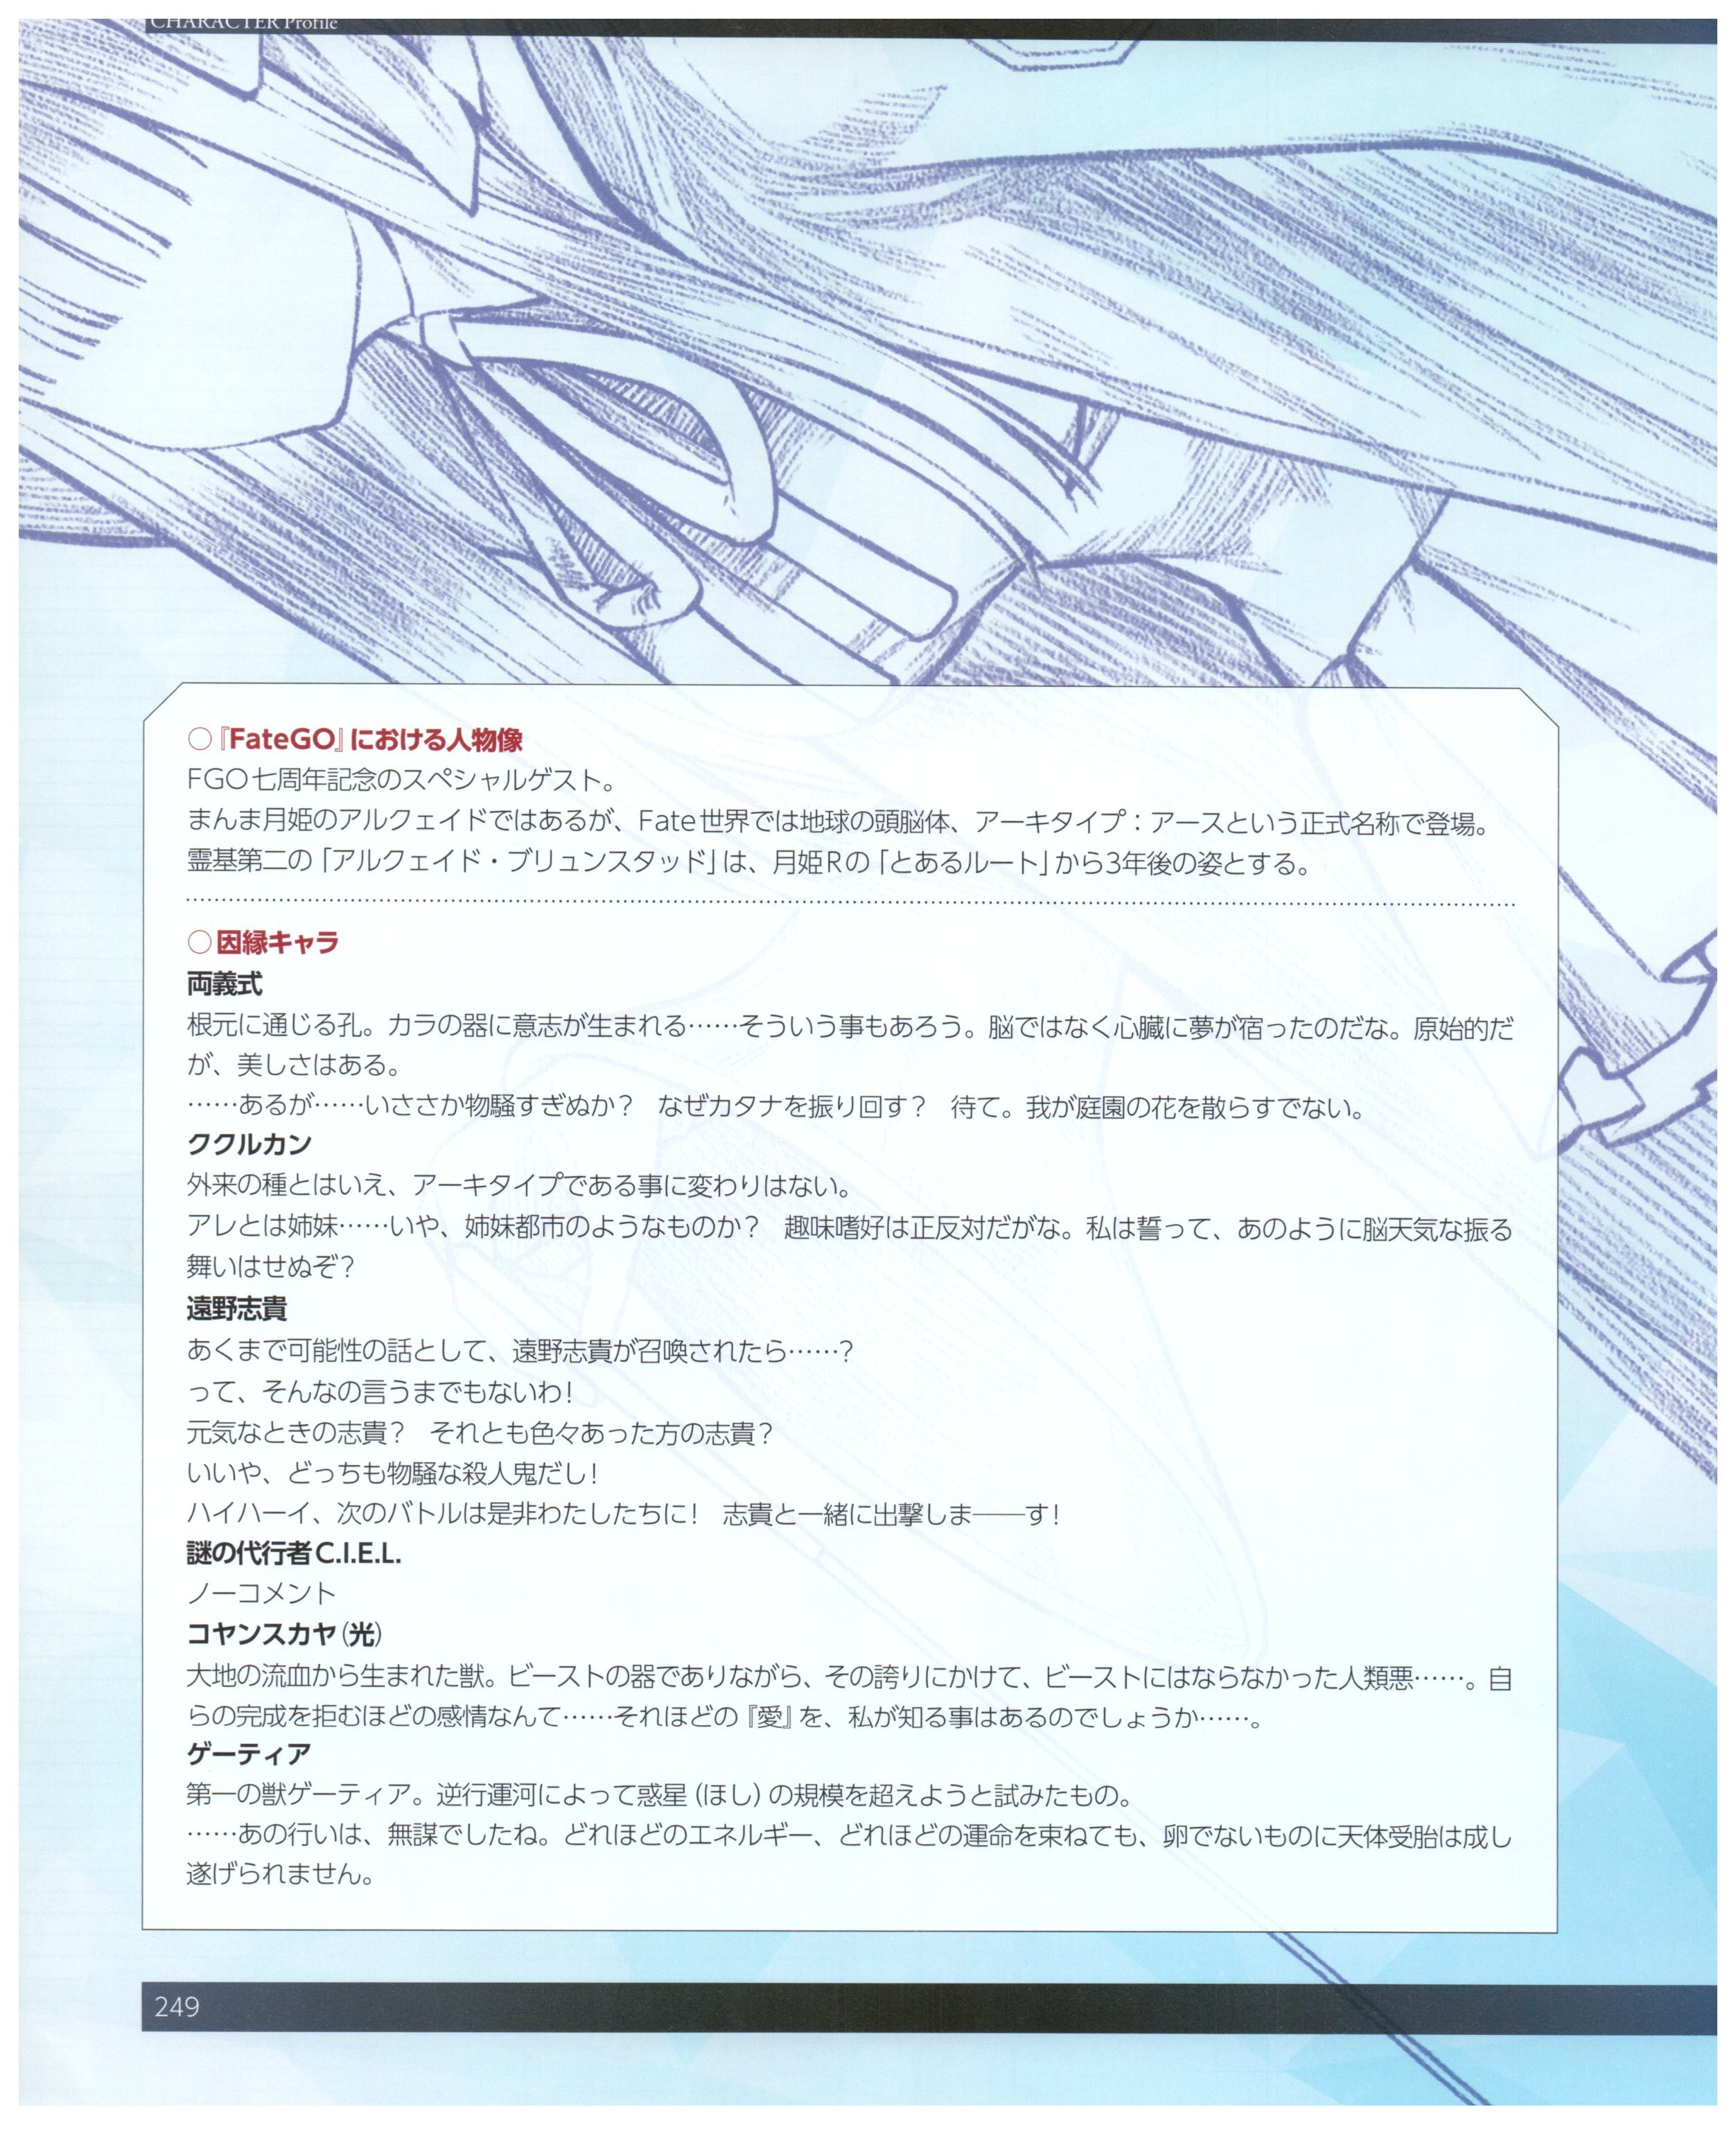 CHARACTER Profile
○『FateGO』における人物像
FGO七周年記念のスペシャルゲスト。
まんま月姫のアルクェイドではあるが、Fate世界では地球の頭脳体、アーキタイプ：アースという正式名称で登場。
霊基第二の「アルクェイド・ブリュンスタッド」は、月姫Rの「とあるルート」から3年後の姿とする。
○因縁キャラ
両義式
根元に通じる孔。カラの器に意志が生まれる……そういう事もあろう。脳ではなく心臓に夢が宿ったのだな。原始的だ
が、美しさはある。
……あるが……いささか物騒すぎぬか？　なぜカタナを振り回す？　待て。我が庭園の花を散らすでない。
ククルカン
外来の種とはいえ、アーキタイプである事に変わりはない。
アレとは姉妹……いや、姉妹都市のようなものか？　趣味嗜好は正反対だがな。私は誓って、あのように脳天気な振る
舞いはせぬぞ？
遠野志貴
あくまで可能性の話として、遠野志貴が召喚されたら……？
って、そんなの言うまでもないわ！
元気なときの志貴？　それとも色々あった方の志貴？
いいや、どっちも物騒な殺人鬼だし！
ハイハーイ、次のバトルは是非わたしたちに！　志貴と一緒に出撃しま――す！
謎の代行者C.I.E.L.
ノーコメント
コヤンスカヤ（光）
大地の流血から生まれた獣。ビーストの器でありながら、その誇りにかけて、ビーストにはならなかった人類悪……。自
らの完成を拒むほどの感情なんて……それほどの『愛』を、私が知る事はあるのでしょうか……。
ゲーティア
第一の獣ゲーティア。逆行運河によって惑星（ほし）の規模を超えようと試みたもの。
……あの行いは、無謀でしたね。どれほどのエネルギー、どれほどの運命を束ねても、卵でないものに天体受胎は成し
遂げられません。
249